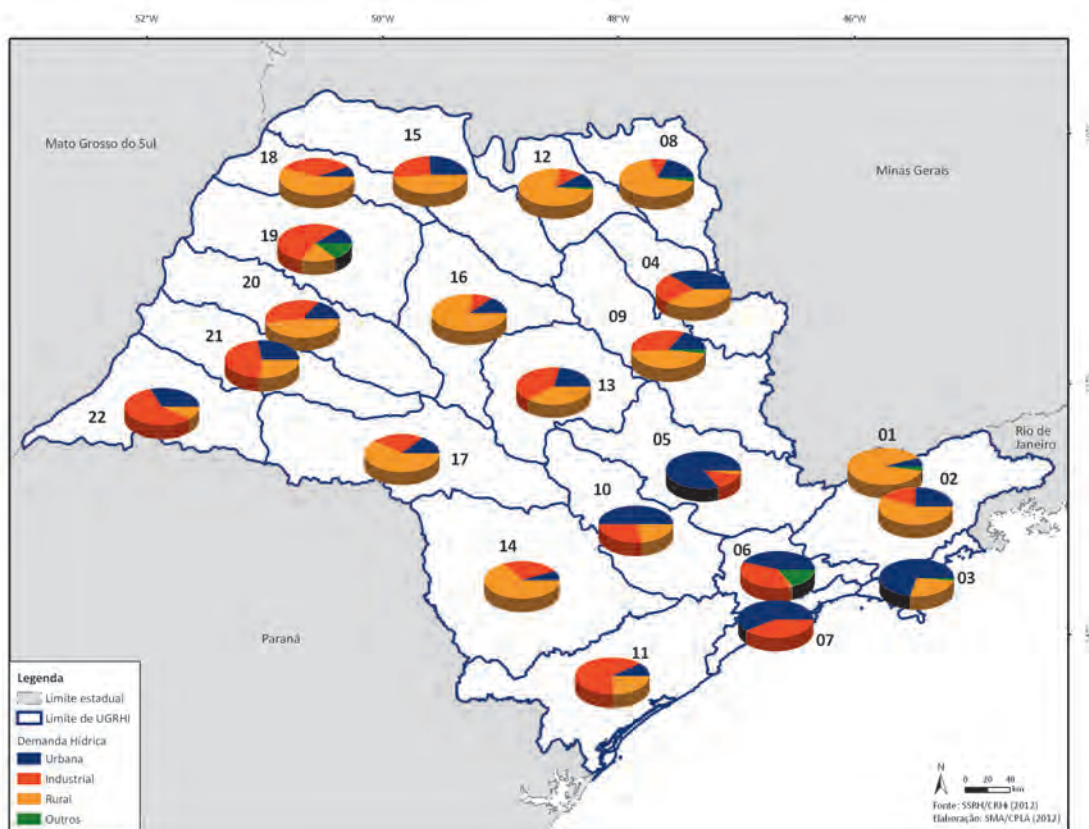 52°W 50°W 48°W 46°W
Mato Grosso do Sul
Minas Gerais
Rio de
Janeiro
Paraná
15
12
08
18
19
04
20
16
09
21
13
22
05
01
17
02
10
06
03
14
07
11
Legenda
Limite estadual
Limite de UGRHI
Demanda Hídrica
Urbana
Industrial
Rural
Outros
N
0 20 40
km
Fonte: SSRH/CRHi (2012)
Elaboração: SMA/CPLA (2012)